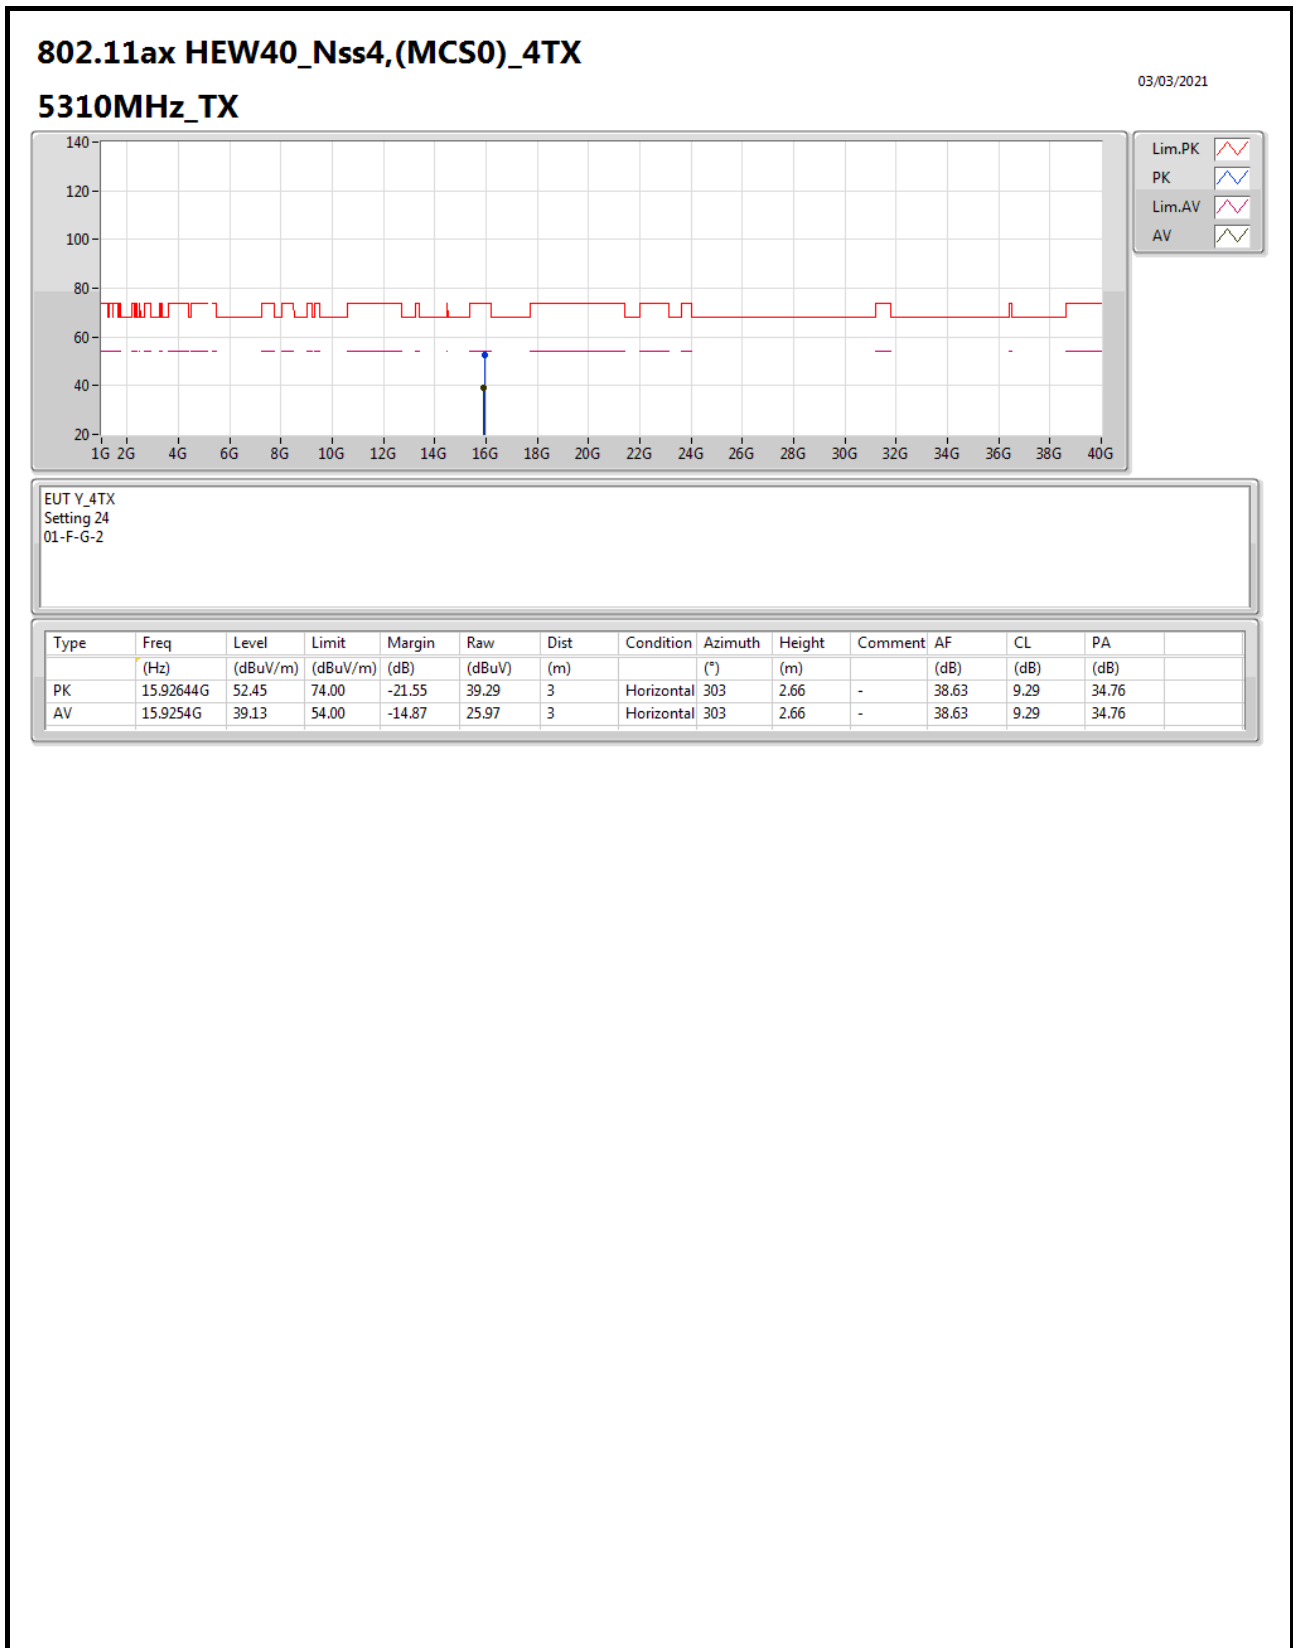 802.11ax HEW40_Nss4,(MCS0)_4TX
03/03/2021
5310MHz_TX
140
120
100
80
60
40
20
1G 2G 4G 6G 8G 10G 12G 14G 16G 18G 20G 22G 24G 26G 28G 30G 32G 34G 36G 38G 40G
Lim.PK
PK
Lim.AV
AV
EUT Y_4TX
Setting 24
01-F-G-2
Type Freq Level Limit Margin Raw Dist Condition Azimuth Height Comment AF CL PA
(Hz) (dBuV/m) (dBuV/m) (dB) (dBuV) (m) (°) (m) (dB) (dB) (dB)
PK 15.92644G 52.45 74.00 -21.55 39.29 3 Horizontal 303 2.66 - 38.63 9.29 34.76
AV 15.9254G 39.13 54.00 -14.87 25.97 3 Horizontal 303 2.66 - 38.63 9.29 34.76